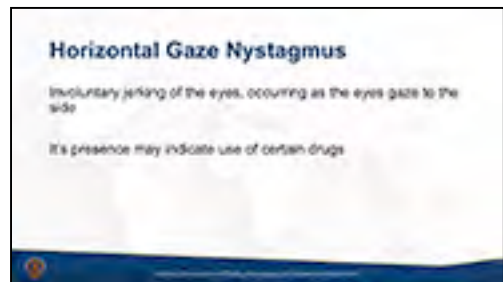 Horizontal Gaze Nystagmus
Involuntary jerking of the eyes, occurring as the eyes gaze to the
side
It's presence may indicate use of certain drugs